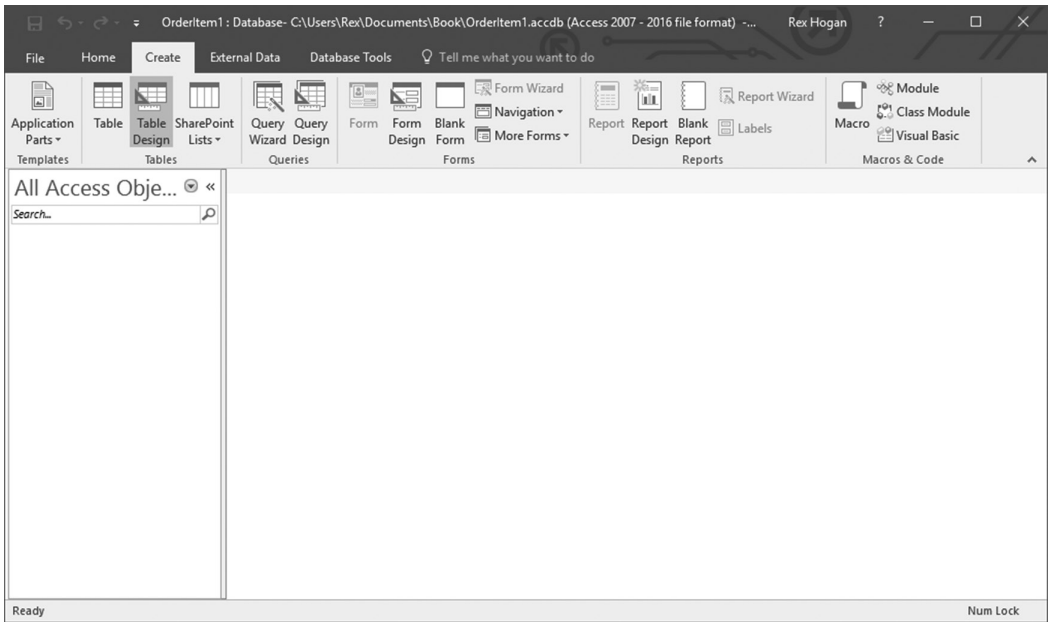 OrderItem1 : Database- C:\Users\Rex\Documents\Book\OrderItem1.accdb (Access 2007 - 2016 file format) -...
Rex Hogan
?
File
Home
Create
External Data
Database Tools
Tell me what you want to do
Application Parts
Templates
Table
Table Design
SharePoint Lists
Tables
Query Wizard
Query Design
Queries
Form
Form Design
Blank Form
Form Wizard
Navigation
More Forms
Forms
Report
Report Design
Blank Report
Report Wizard
Labels
Reports
Macro
Module
Class Module
Visual Basic
Macros & Code
All Access Obje...
Search...
Ready
Num Lock